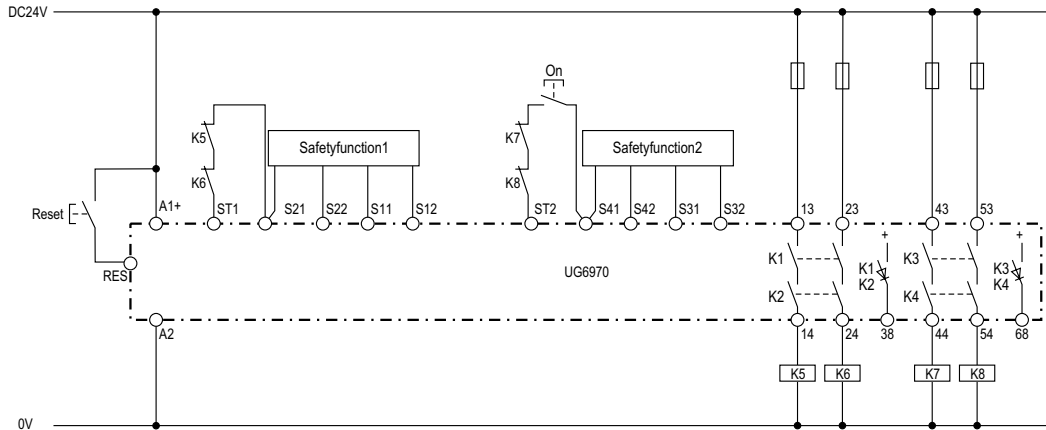 DC24V
On
K5
K7
Safetyfunction1
Safetyfunction2
K6
K8
Reset
A1+
ST1
S21
S22
S11
S12
ST2
S41
S42
S31
S32
13
23
43
53
+
+
K1
K1
K2
K3
K3
K4
RES
UG6970
K2
K4
A2
14
24
38
44
54
68
K5
K6
K7
K8
0V